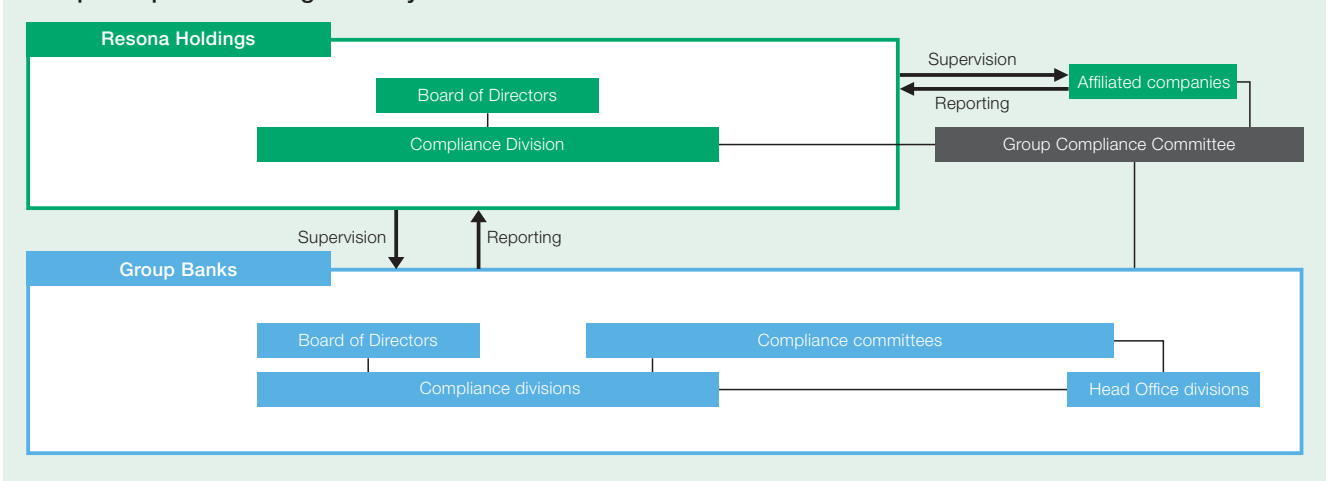 Resona Holdings
Board of Directors
Compliance Division
Supervision
Reporting
Affiliated companies
Group Compliance Committee
Supervision
Reporting
Group Banks
Board of Directors
Compliance committees
Compliance divisions
Head Office divisions